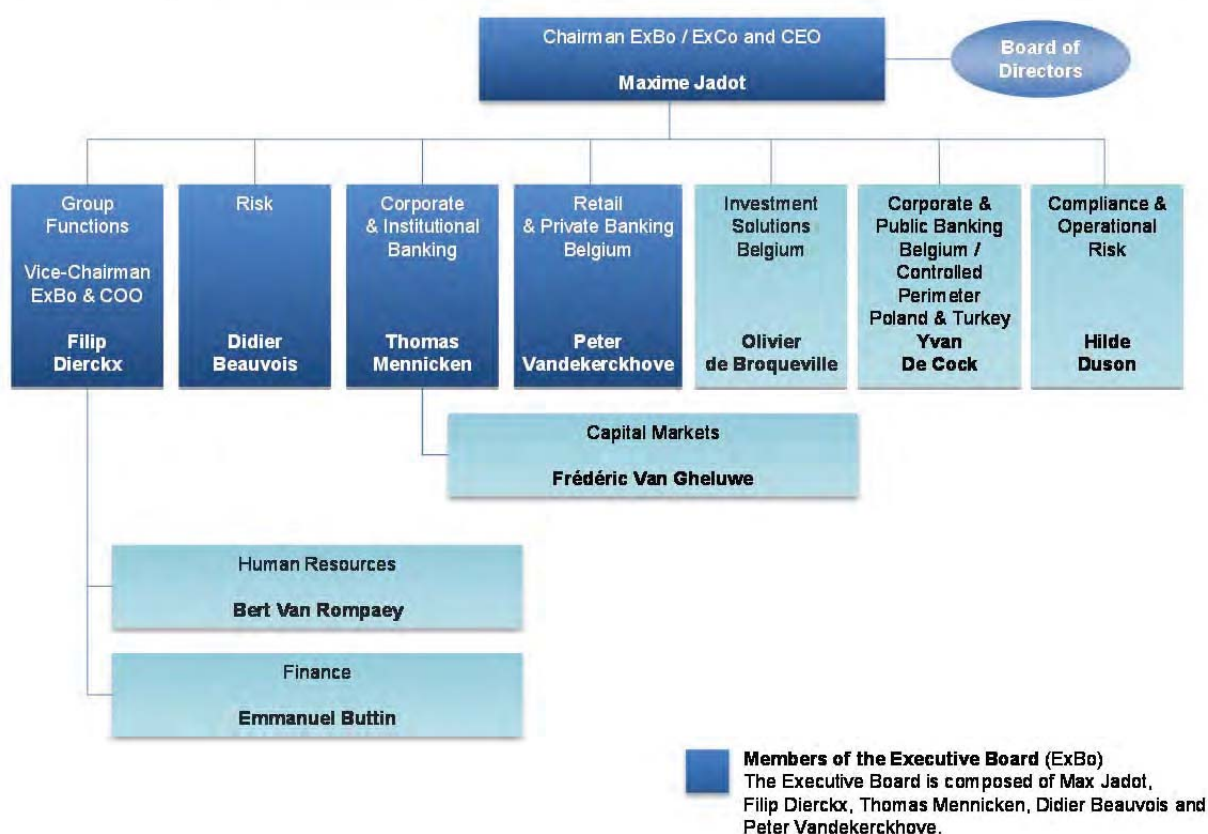 Chairman ExBo / ExCo and CEO
Maxime Jadot
Board of
Directors
Group
Functions
Vice-Chairman
ExBo & COO
Filip
Dierckx
Risk
Didier
Beauvois
Corporate
& Institutional
Banking
Thomas
Mennicken
Retail
& Private Banking
Belgium
Peter
Vandekerckhove
Investment
Solutions
Belgium
Olivier
de Broqueville
Corporate &
Public Banking
Belgium /
Controlled
Perimeter
Poland & Turkey
Yvan
De Cock
Compliance &
Operational
Risk
Hilde
Duson
Capital Markets
Frédéric Van Gheluwe
Human Resources
Bert Van Rompaey
Finance
Emmanuel Buttin
Members of the Executive Board (ExBo)
The Executive Board is composed of Max Jadot,
Filip Dierckx, Thomas Mennicken, Didier Beauvois and
Peter Vandekerckhove.